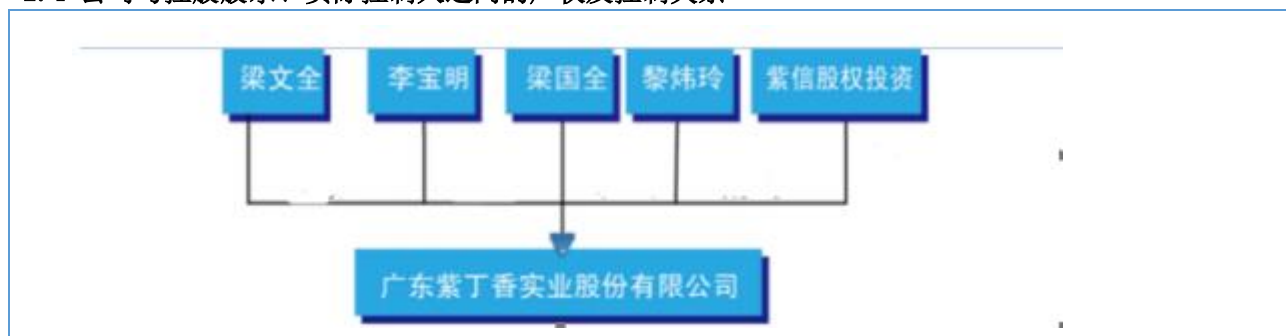 梁文全
李宝明
梁国全
黎炜玲
紫信股权投资
广东紫丁香实业股份有限公司